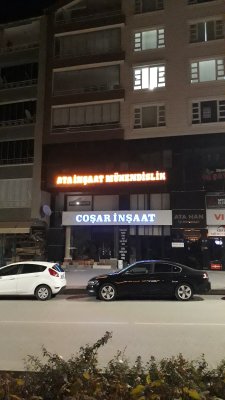 ATA İNŞAAT MÜHENDİSLİK
COŞAR İNŞAAT
ATA HAN